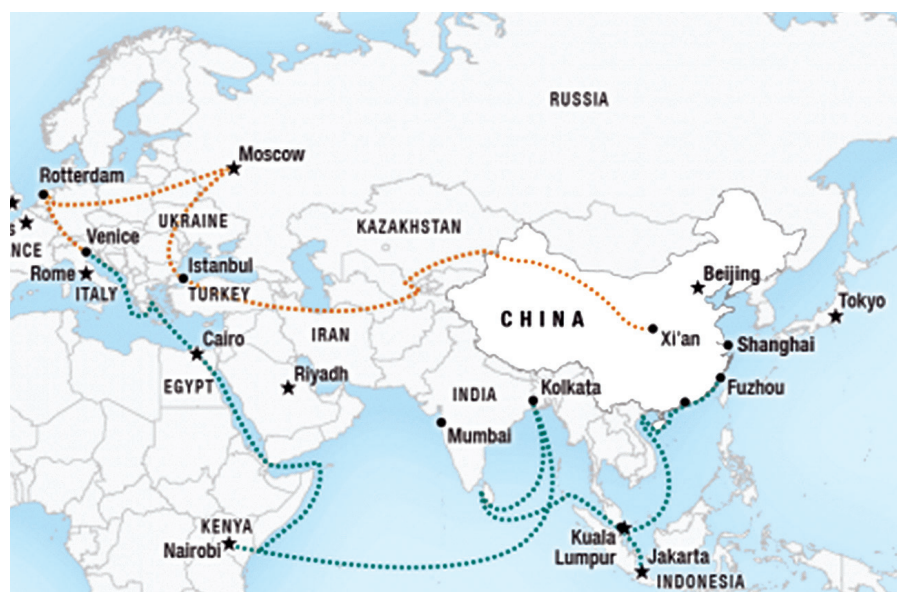 RUSSIA
Moscow
Rotterdam
UKRAINE
KAZAKHSTAN
s
NCE
Venice
Rome
ITALY
Istanbul
TURKEY
Beijing
Tokyo
CHINA
Xi'an
Shanghai
IRAN
Cairo
EGYPT
Riyadh
INDIA
Kolkata
Fuzhou
Mumbai
KENYA
Nairobi
Kuala
Lumpur
Jakarta
INDONESIA